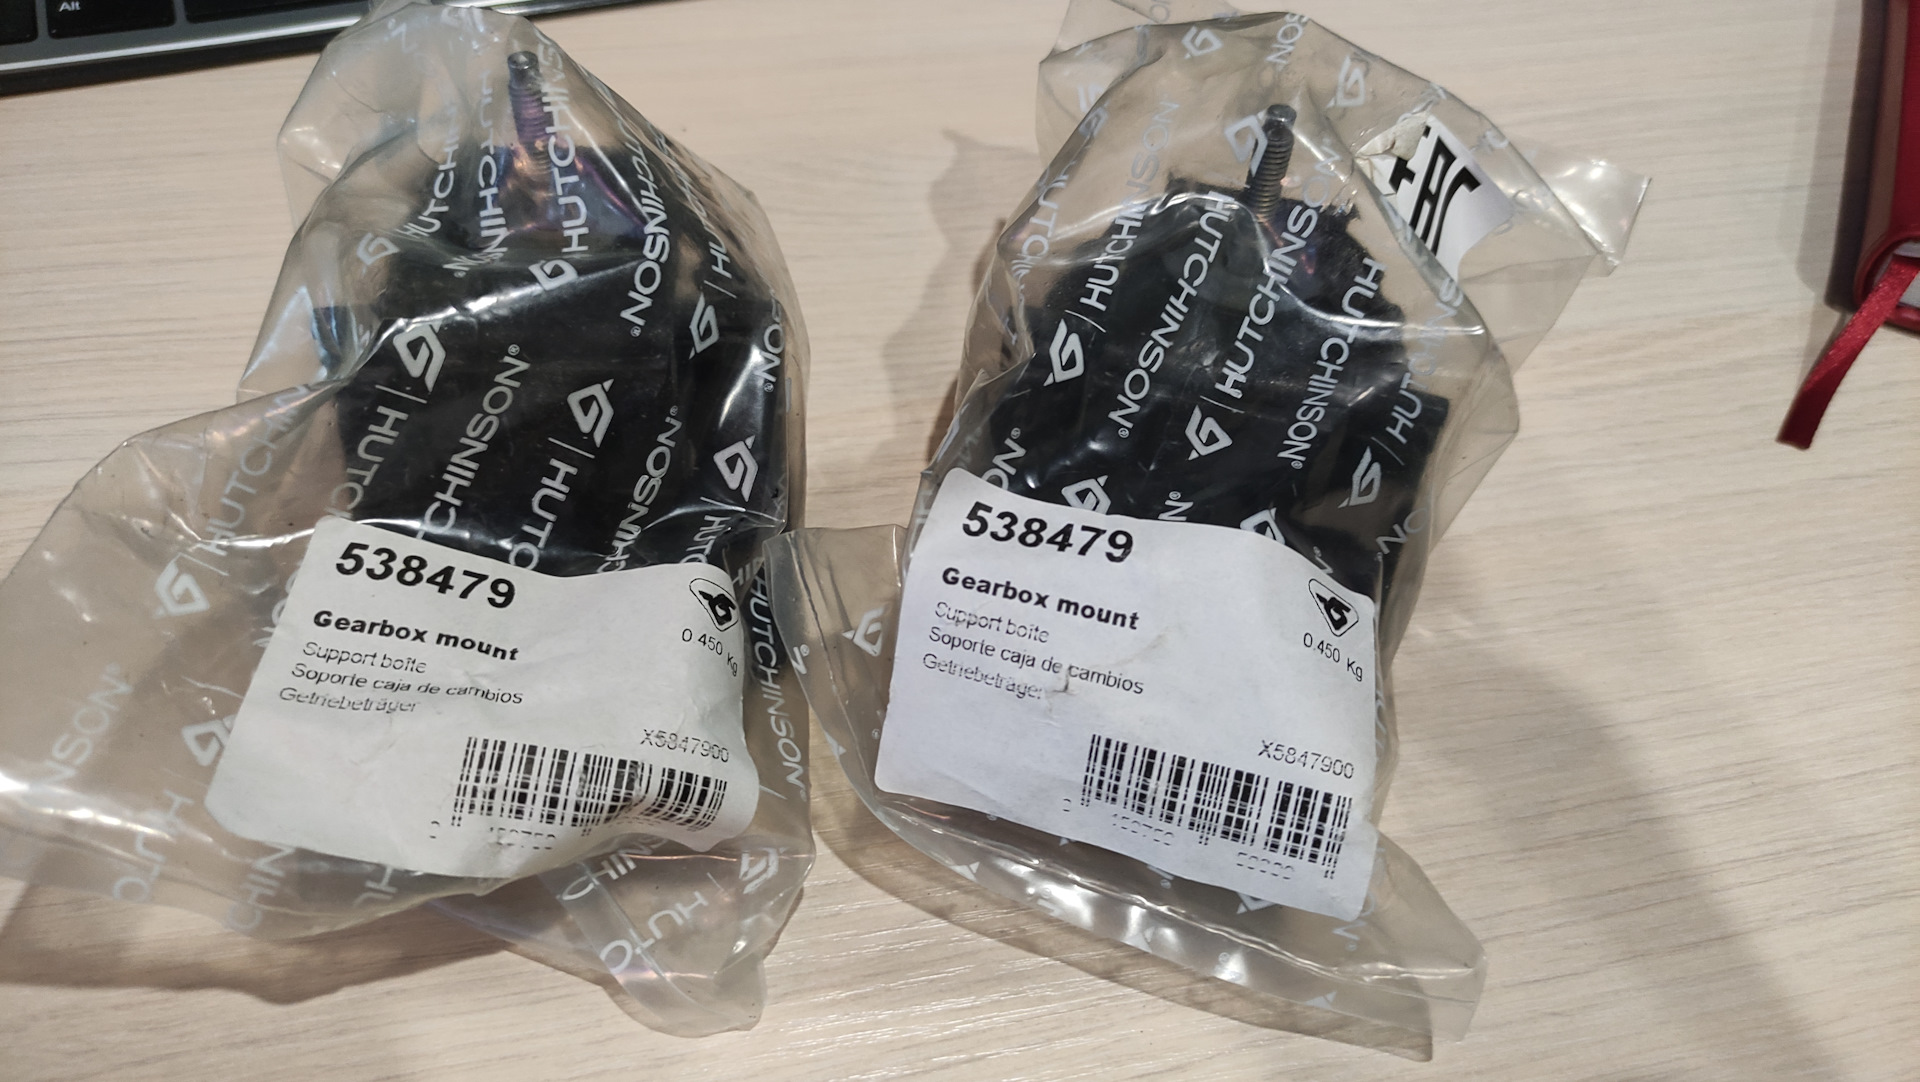 Alt
HUTCHINSON®
HUTCHINSON®
538479
Gearbox mount
Support boîte
Soporte caja de cambios
Getriebeträger
0.450 Kg
X5847900
538479
Gearbox mount
Support boîte
Soporte caja de cambios
Getriebeträger
0.450 Kg
X5847900